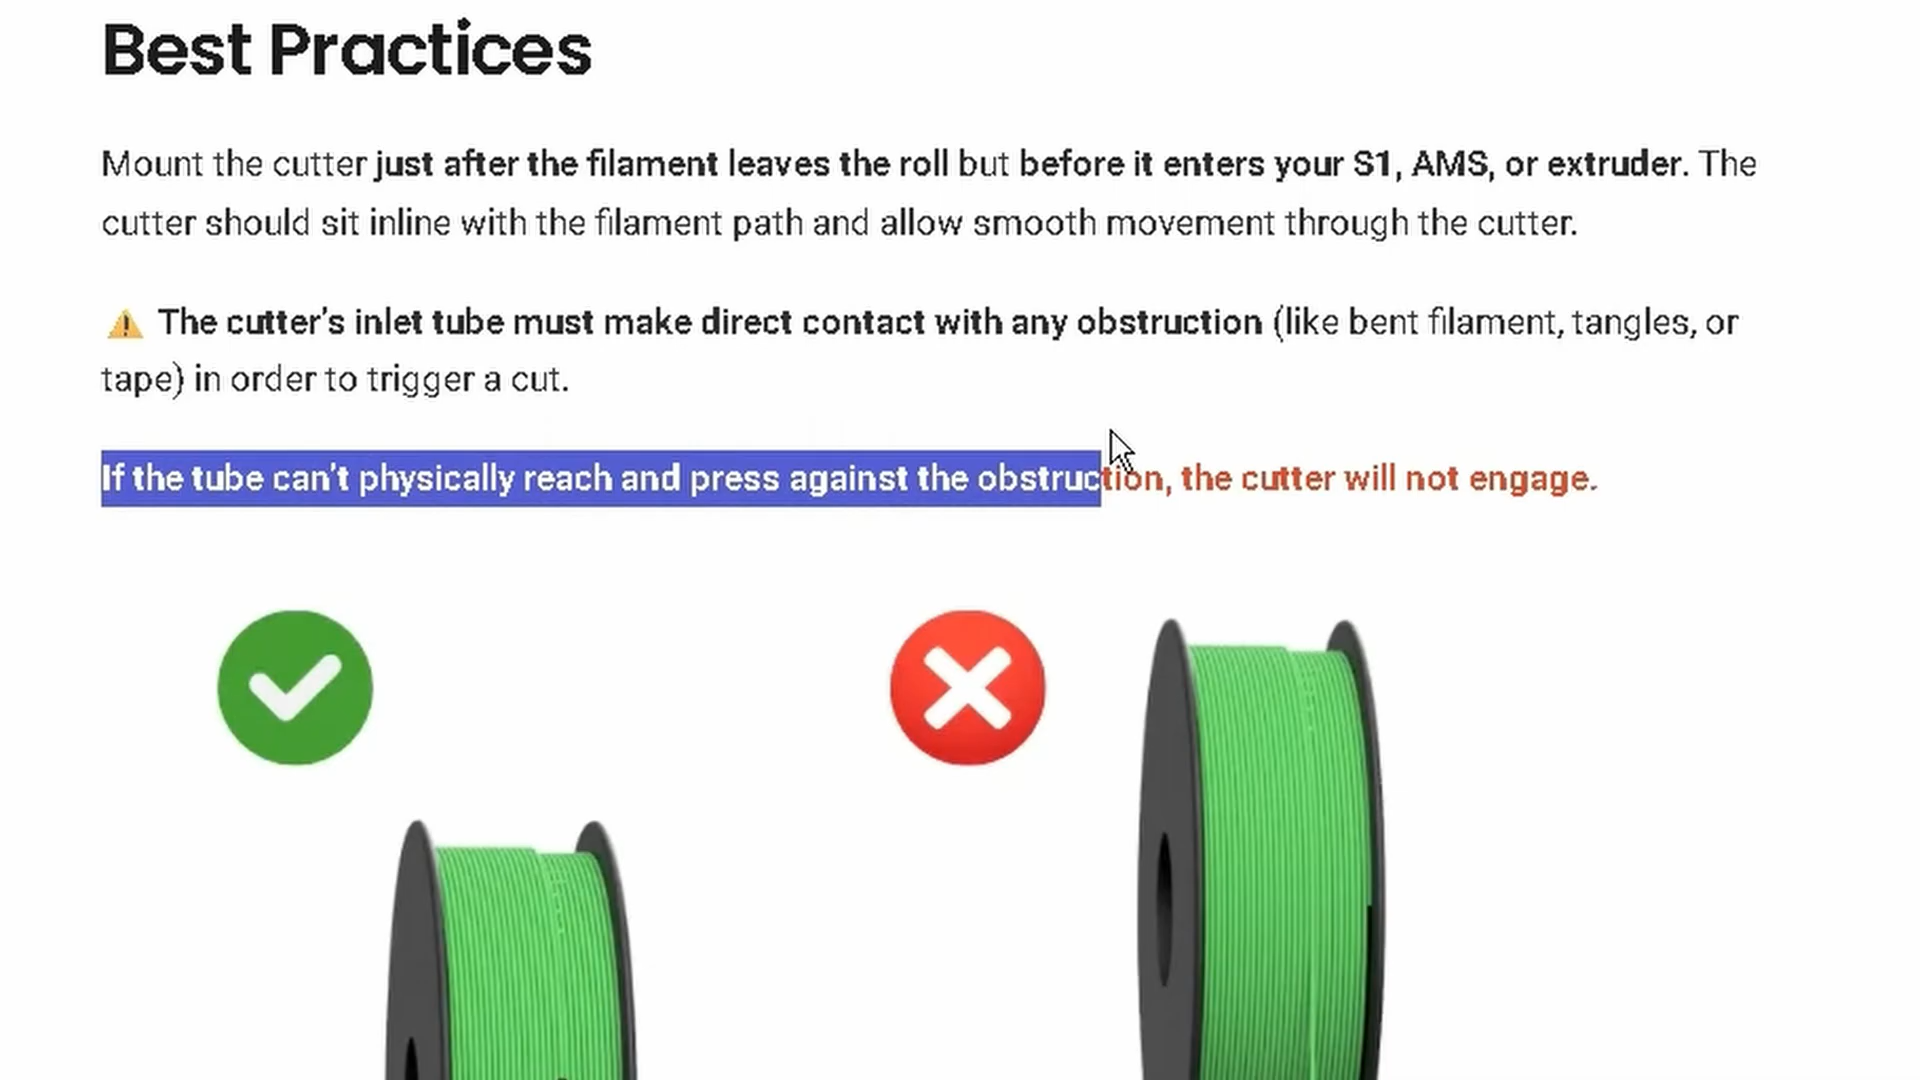 Best Practices
Mount the cutter just after the filament leaves the roll but before it enters your S1, AMS, or extruder. The
cutter should sit inline with the filament path and allow smooth movement through the cutter.
⚠️ The cutter's inlet tube must make direct contact with any obstruction (like bent filament, tangles, or
tape) in order to trigger a cut.
If the tube can't physically reach and press against the obstruction, the cutter will not engage.